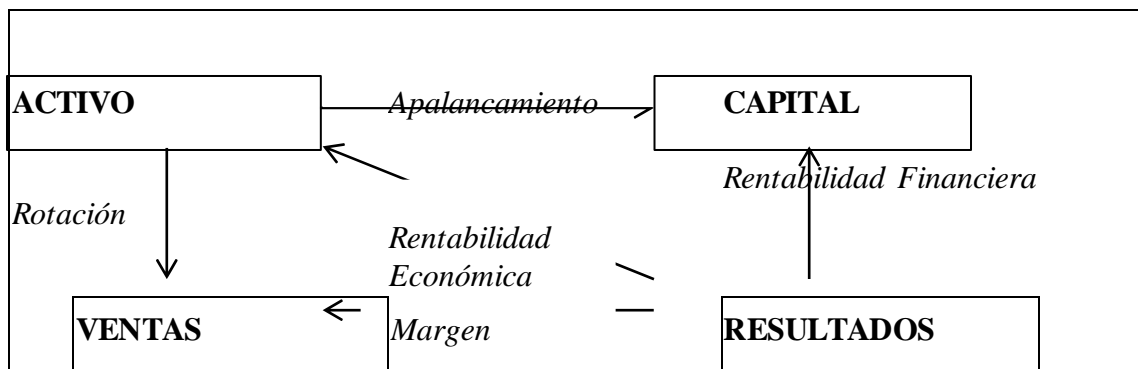 ACTIVO
Apalancamiento
CAPITAL
Rentabilidad Financiera
Rotación
Rentabilidad
Económica
VENTAS
Margen
RESULTADOS